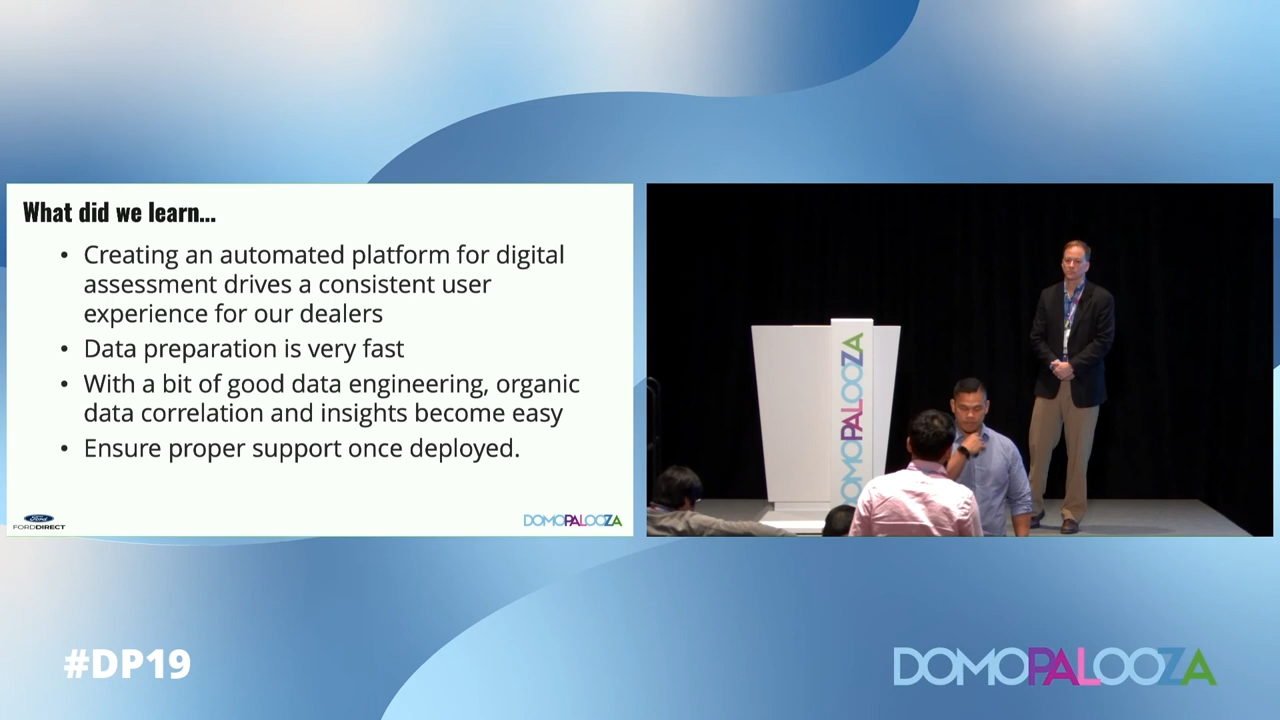 What did we learn...
• Creating an automated platform for digital
assessment drives a consistent user
experience for our dealers
• Data preparation is very fast
• With a bit of good data engineering, organic
data correlation and insights become easy
• Ensure proper support once deployed.
Ford
FORDDIRECT
DOMOPALOOZA
DOMOPALOOZA
#DP19
DOMOPALOOZA